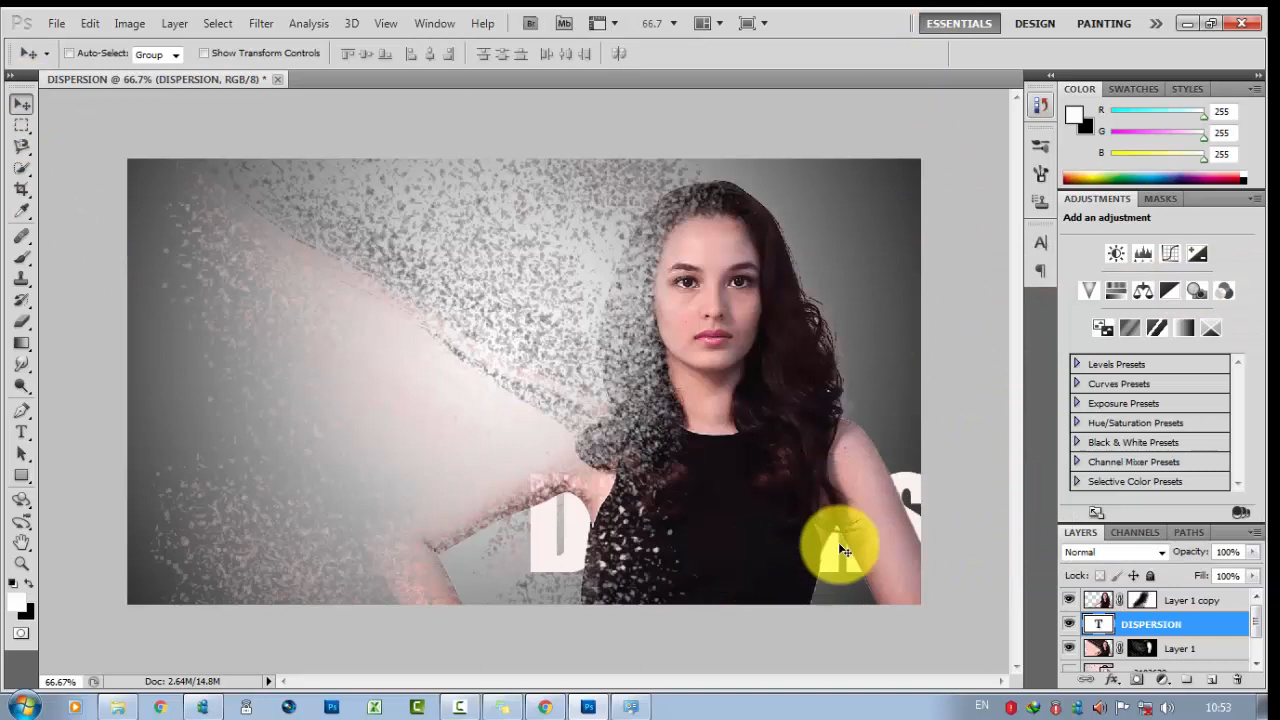 Ps File Edit Image Layer Select Filter Analysis 3D View Window Help Br Mb 66.7 ESSENTIALS DESIGN PAINTING
Auto-Select: Group Show Transform Controls
DISPERSION @ 66.7% (DISPERSION, RGB/8) *
COLOR SWATCHES STYLES
R 255
G 255
B 255
ADJUSTMENTS MASKS
Add an adjustment
Levels Presets
Curves Presets
Exposure Presets
Hue/Saturation Presets
Black & White Presets
Channel Mixer Presets
Selective Color Presets
LAYERS CHANNELS PATHS
Normal Opacity: 100%
Lock: Fill: 100%
Layer 1 copy
T DISPERSION
Layer 1
D
66.67% Doc: 2.64M/14.8M
EN 10:53